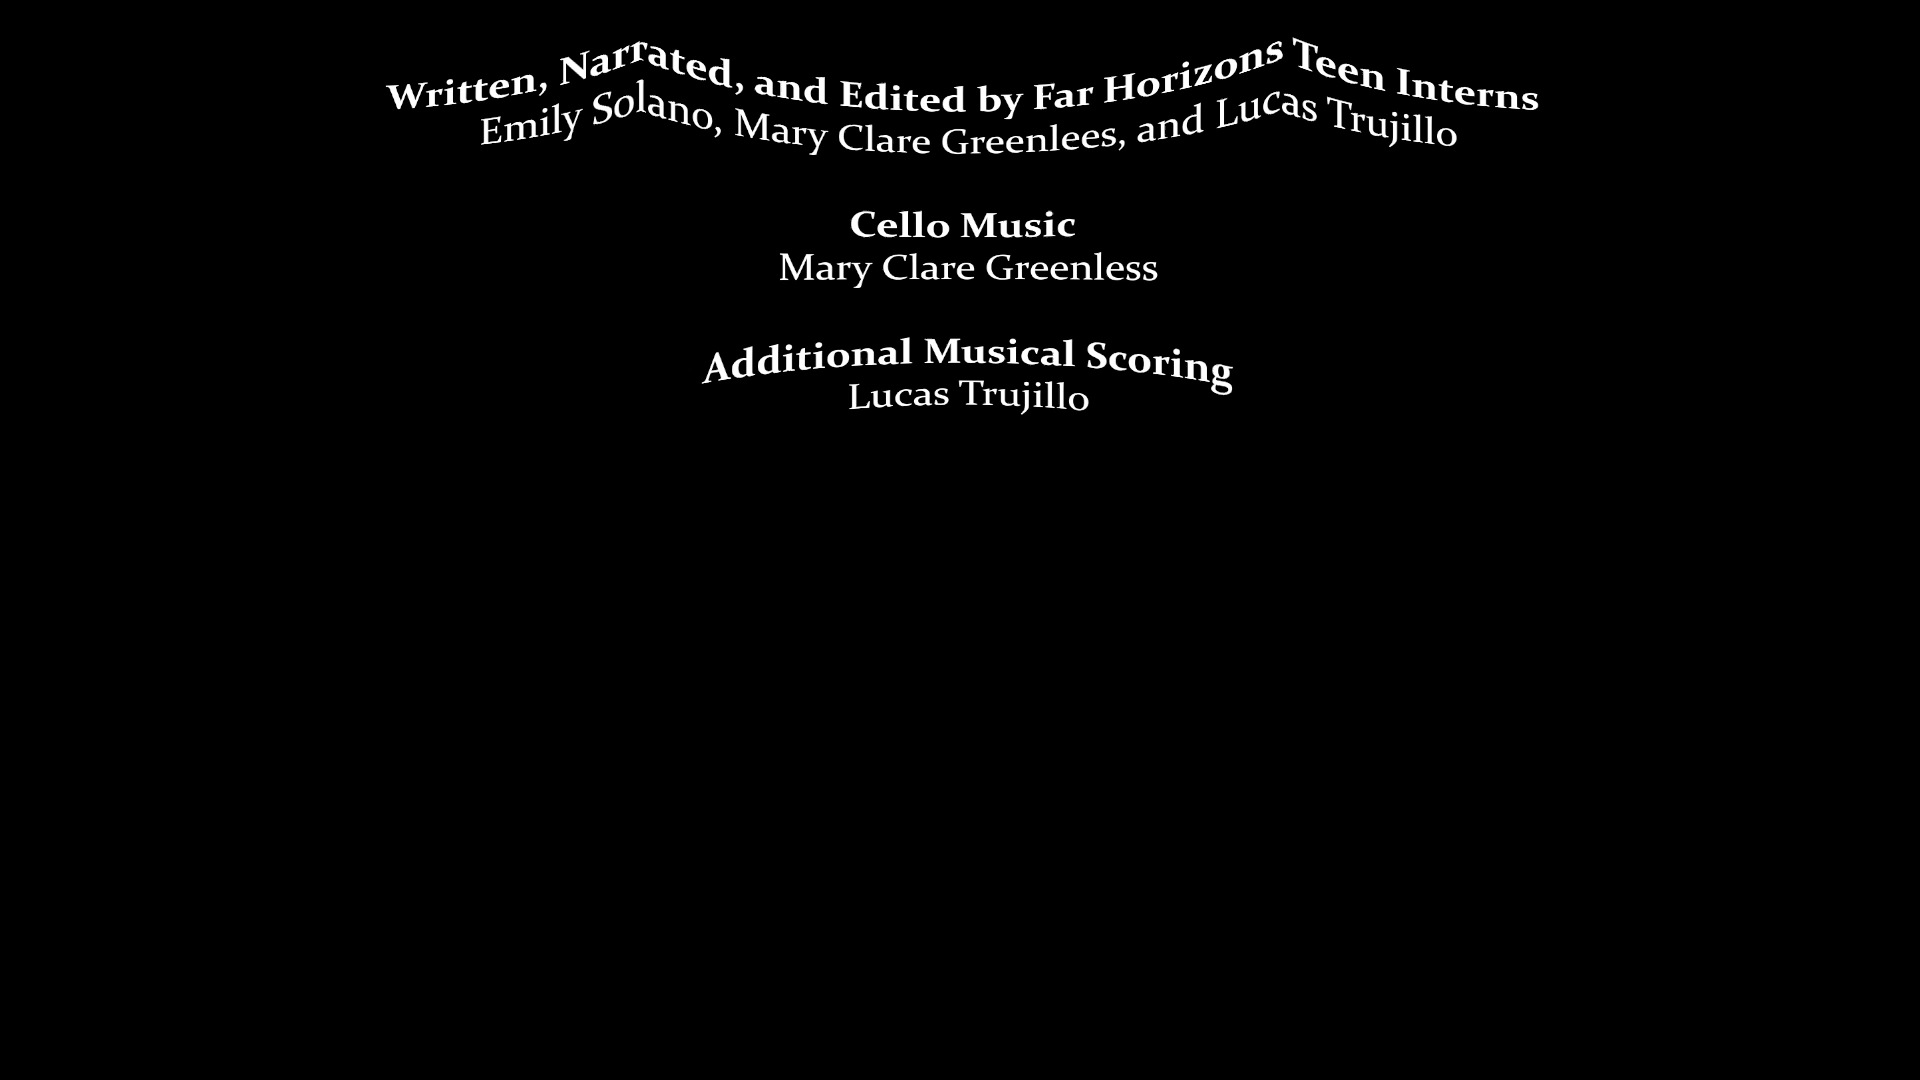 Written, Narrated, and Edited by Far Horizons Teen Interns
Emily Solano, Mary Clare Greenlees, and Lucas Trujillo
Cello Music
Mary Clare Greenless
Additional Musical Scoring
Lucas Trujillo